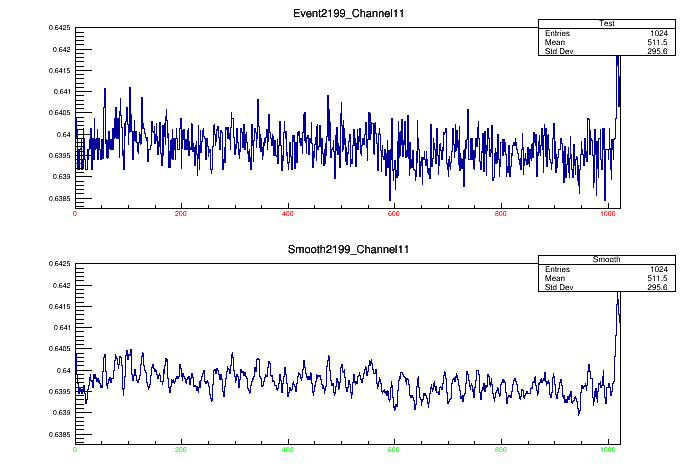 Event2199_Channel11
Test
Entries 1024
Mean 511.5
Std Dev 295.6
0.6425
0.642
0.6415
0.641
0.6405
0.64
0.6395
0.639
0.6385
0 200 400 600 800 1000
Smooth2199_Channel11
Smooth
Entries 1024
Mean 511.5
Std Dev 295.6
0.6425
0.642
0.6415
0.641
0.6405
0.64
0.6395
0.639
0.6385
0 200 400 600 800 1000